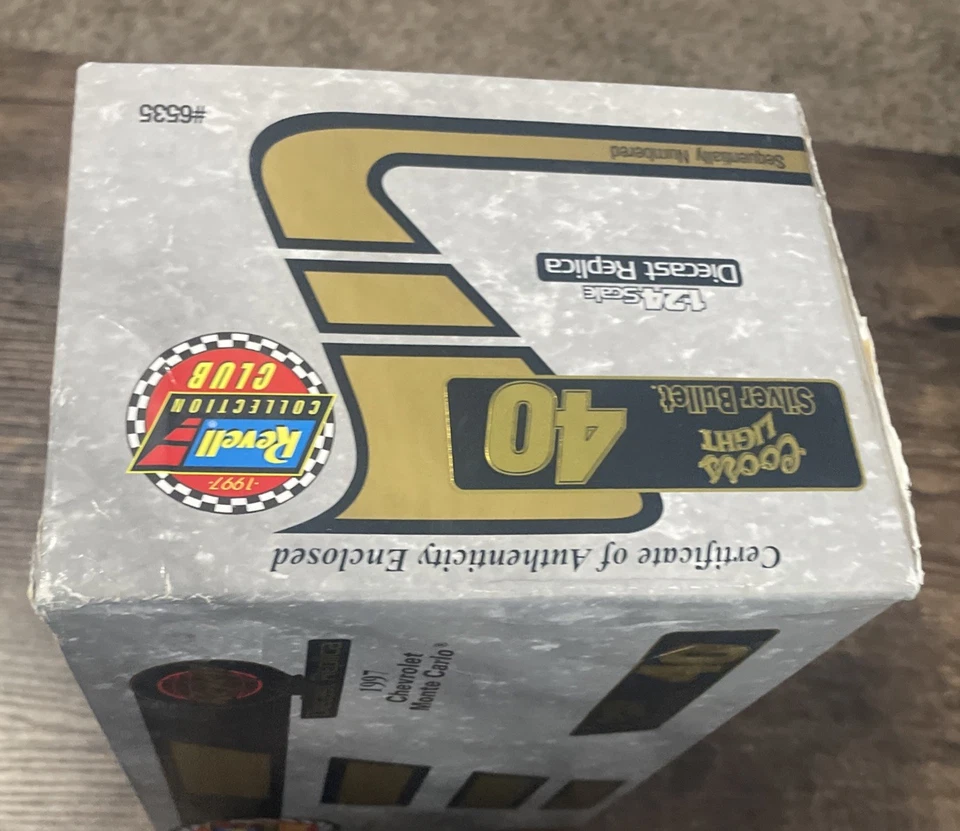 Certificate of Authenticity Enclosed
Coors
LIGHT
Silver Bullet.
40
·1997·
Revell®
COLLECTION
CLUB
1:24 Scale
Diecast Replica
Sequentially Numbered
#6535
1997
Chevrolet
Monte Carlo®
40